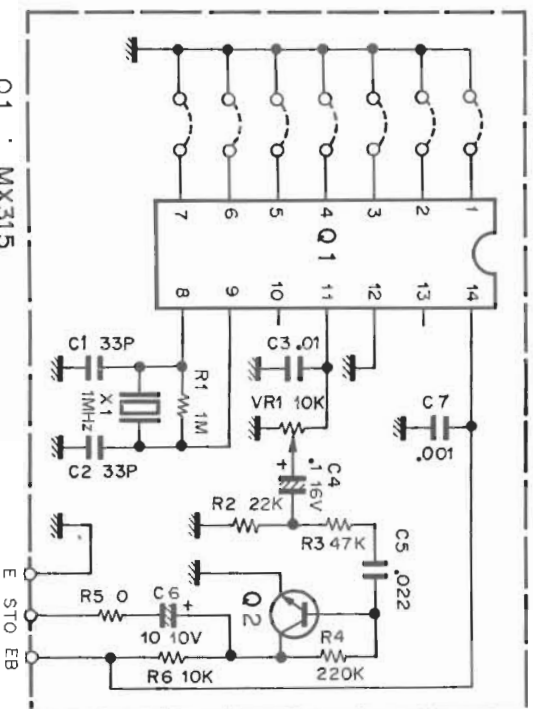 7 6 5 4 3 2 1
Q1
8 9 10 11 12 13 14
Q1 : MX315
C1 33P
X1
1MHz
R1 1M
C2 33P
C3 .01
VR1 10K
C4
.1 16V
C7
.001
R2 22K
R3 47K
C5
.022
Q2
R4
220K
E
STO
EB
R5 0
C6
10 10V
R6 10K
+
+